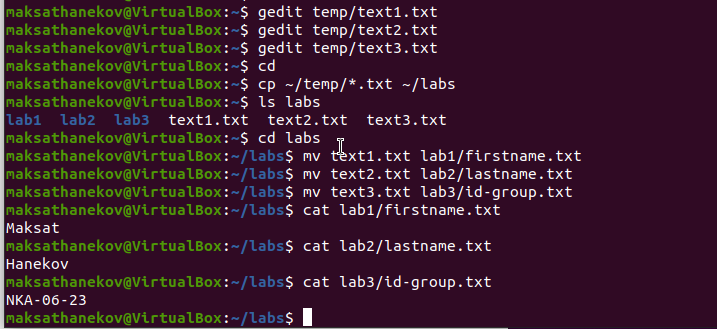 maksathanekov@VirtualBox:~$ gedit temp/text1.txt
maksathanekov@VirtualBox:~$ gedit temp/text2.txt
maksathanekov@VirtualBox:~$ gedit temp/text3.txt
maksathanekov@VirtualBox:~$ cd
maksathanekov@VirtualBox:~$ cp ~/temp/*.txt ~/labs
maksathanekov@VirtualBox:~$ ls labs
lab1  lab2  lab3  text1.txt  text2.txt  text3.txt
maksathanekov@VirtualBox:~$ cd labs
maksathanekov@VirtualBox:~/labs$ mv text1.txt lab1/firstname.txt
maksathanekov@VirtualBox:~/labs$ mv text2.txt lab2/lastname.txt
maksathanekov@VirtualBox:~/labs$ mv text3.txt lab3/id-group.txt
maksathanekov@VirtualBox:~/labs$ cat lab1/firstname.txt
Maksat
maksathanekov@VirtualBox:~/labs$ cat lab2/lastname.txt
Hanekov
maksathanekov@VirtualBox:~/labs$ cat lab3/id-group.txt
NKA-06-23
maksathanekov@VirtualBox:~/labs$